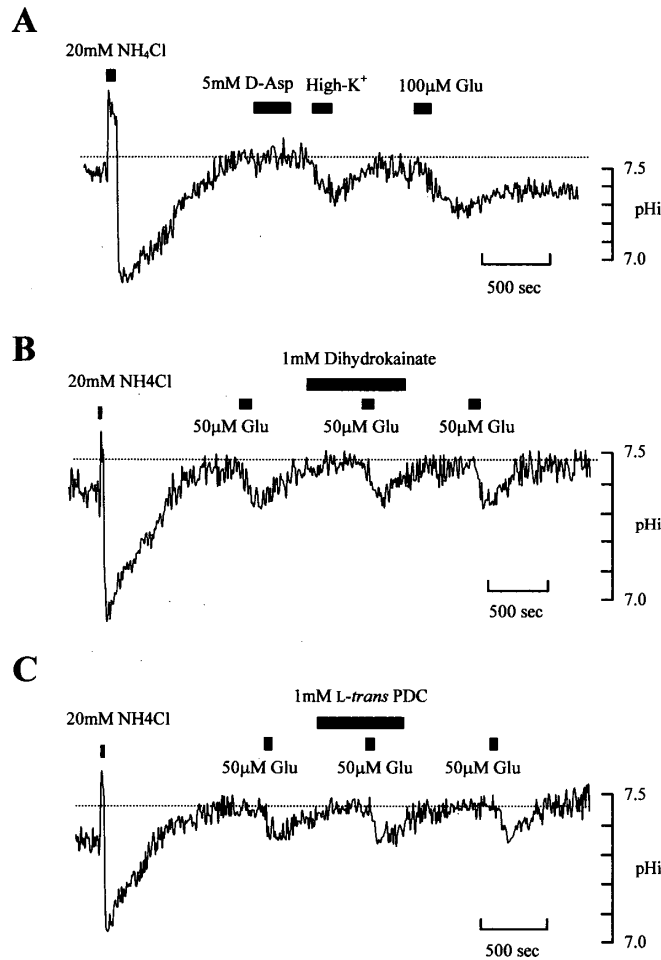 A
20mM NH₄Cl
5mM D-Asp High-K⁺ 100µM Glu
7.5
pHi
7.0
500 sec
B
1mM Dihydrokainate
20mM NH4Cl
50µM Glu 50µM Glu 50µM Glu
7.5
pHi
7.0
500 sec
C
1mM L-trans PDC
20mM NH4Cl
50µM Glu 50µM Glu 50µM Glu
7.5
pHi
7.0
500 sec